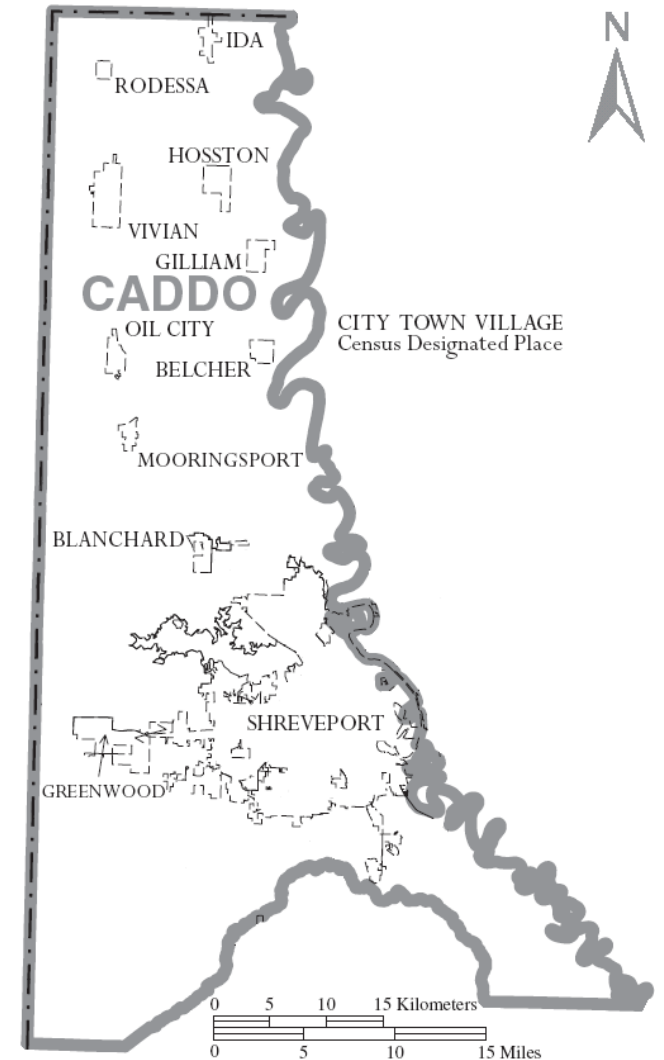 N
IDA
RODESSA
HOSSTON
VIVIAN
GILLIAM
CADDO
OIL CITY
CITY TOWN VILLAGE
Census Designated Place
BELCHER
MOORINGSPORT
BLANCHARD
SHREVEPORT
GREENWOOD
0 5 10 15 Kilometers
0 5 10 15 Miles